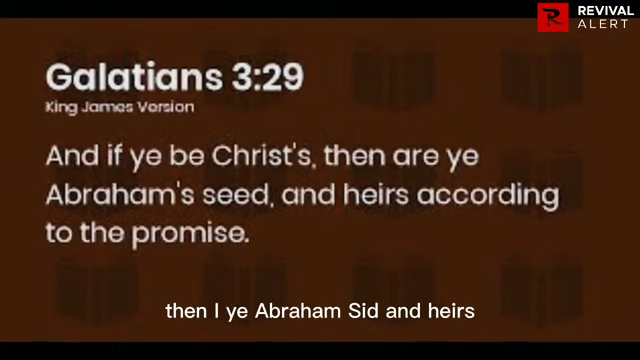 REVIVAL
ALERT
Galatians 3:29
King James Version
And if ye be Christ's, then are ye
Abraham's seed, and heirs according
to the promise.
then I ye Abraham Sid and heirs